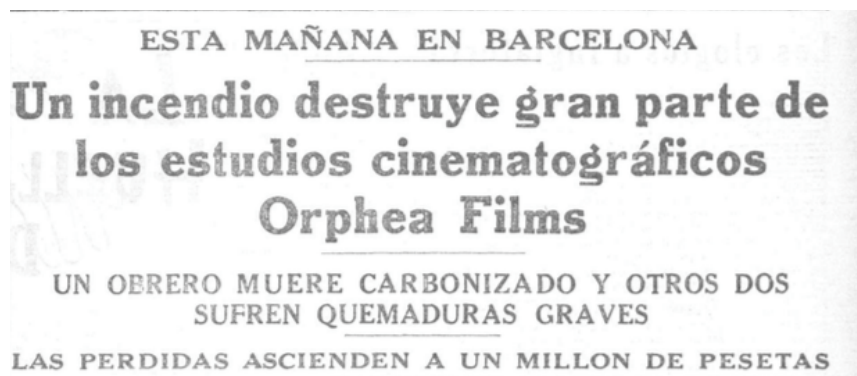 ESTA MAÑANA EN BARCELONA
Un incendio destruye gran parte de
los estudios cinematográficos
Orphea Films
UN OBRERO MUERE CARBONIZADO Y OTROS DOS
SUFREN QUEMADURAS GRAVES
LAS PERDIDAS ASCIENDEN A UN MILLON DE PESETAS